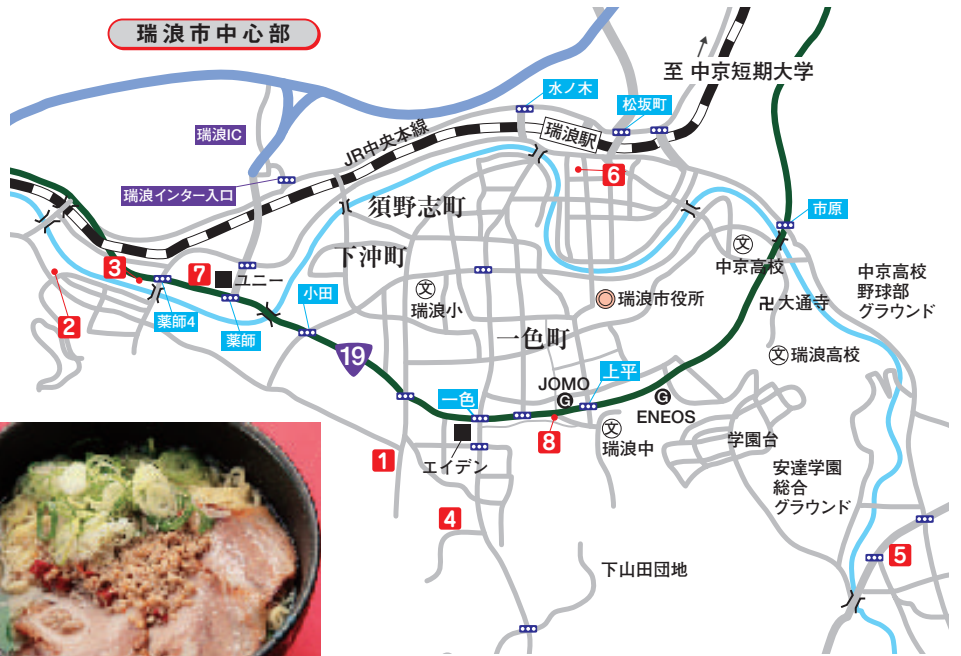 瑞浪市中心部
至 中京短期大学
水ノ木
松坂町
瑞浪IC
JR中央本線
瑞浪駅
瑞浪インター入口
6
須野志町
市原
下沖町
中京高校
文
3
7
ユニー
小田
文
瑞浪小
瑞浪市役所
卍大通寺
中京高校
野球部
グラウンド
2
薬師4
薬師
一色町
19
文瑞浪高校
JOMO
G
上平
G
ENEOS
一色
8
文
瑞浪中
学園台
1
エイデン
安達学園
総合
グラウンド
4
5
下山田団地